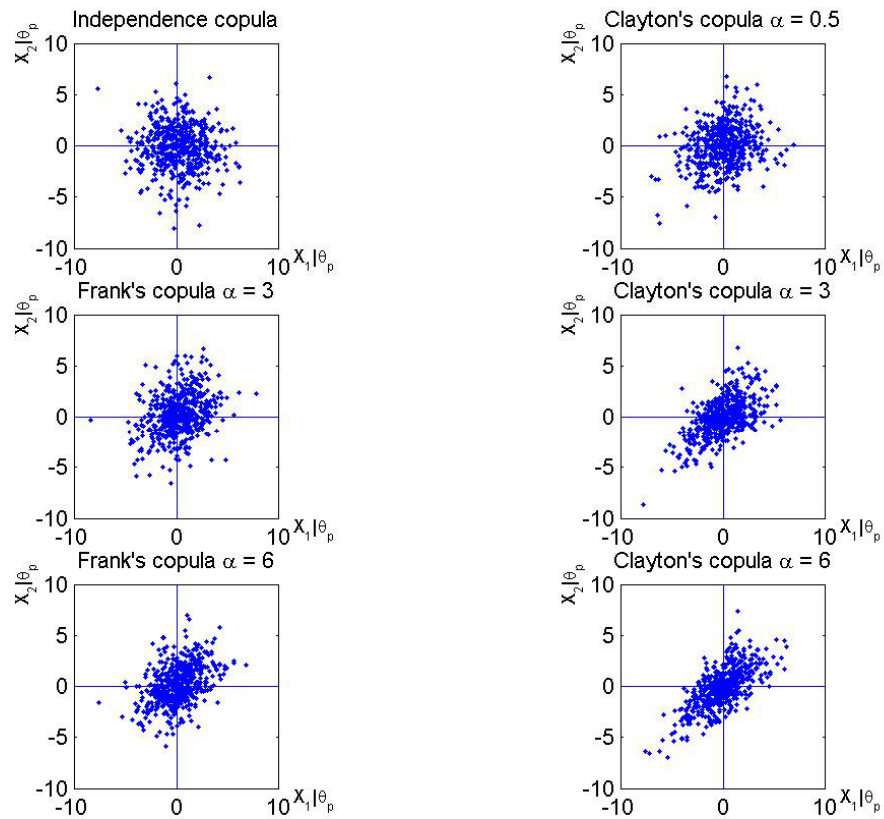 Independence copula
X₂|θₚ
10
5
0
-5
-10
-10 0 10 X₁|θₚ
Clayton's copula α = 0.5
X₂|θₚ
10
5
0
-5
-10
-10 0 10 X₁|θₚ
Frank's copula α = 3
X₂|θₚ
10
5
0
-5
-10
-10 0 10 X₁|θₚ
Clayton's copula α = 3
X₂|θₚ
10
5
0
-5
-10
-10 0 10 X₁|θₚ
Frank's copula α = 6
X₂|θₚ
10
5
0
-5
-10
-10 0 10 X₁|θₚ
Clayton's copula α = 6
X₂|θₚ
10
5
0
-5
-10
-10 0 10 X₁|θₚ